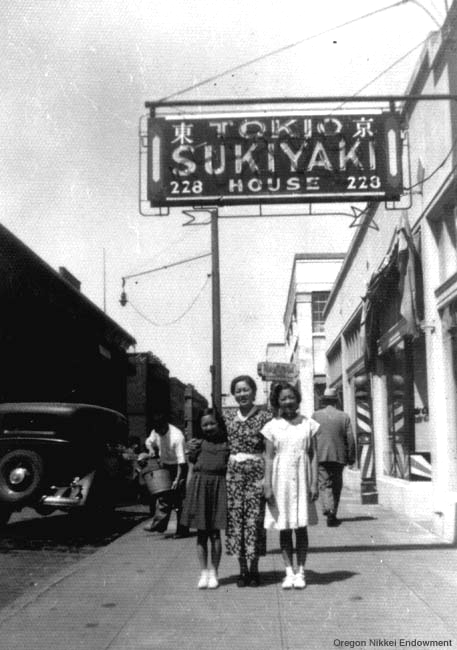 東 TOKIO 京
SUKIYAKI
228 HOUSE 228
Oregon Nikkei Endowment